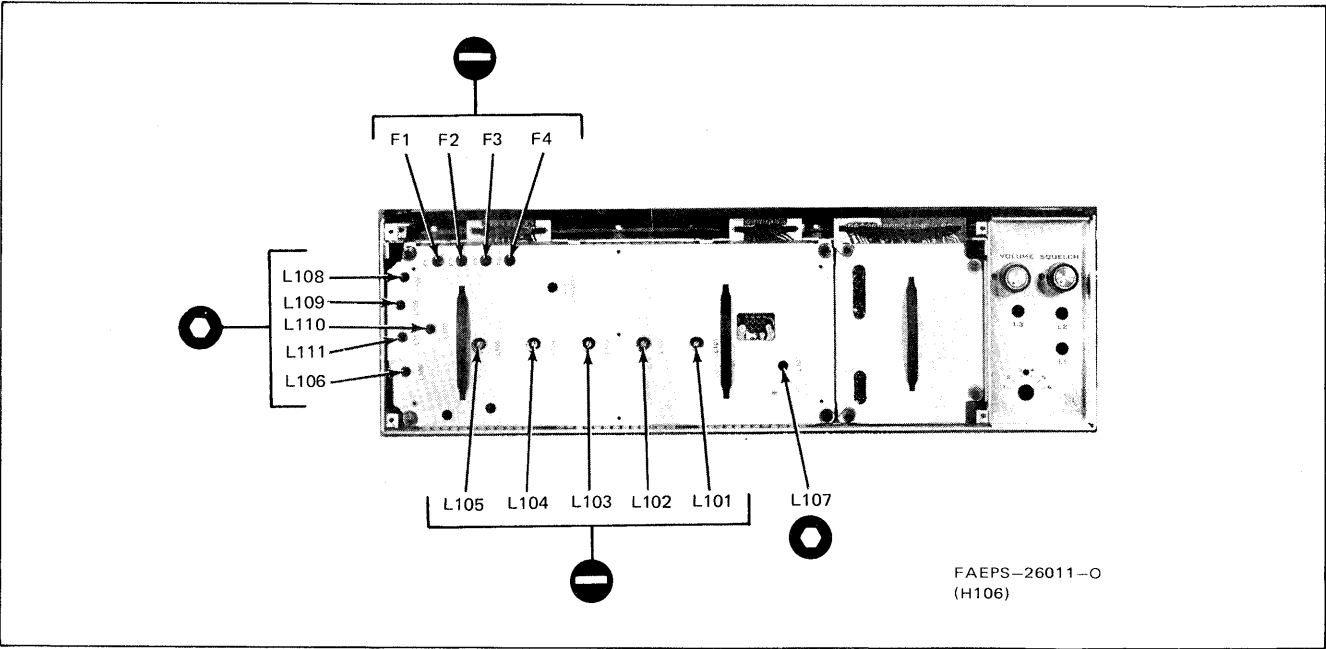 F1 F2 F3 F4
L108
L109
L110
L111
L106
VOLUME SQUELCH
L3 L2
L1
L105 L104 L103 L102 L101 L107
FAEPS–26011–O
(H106)